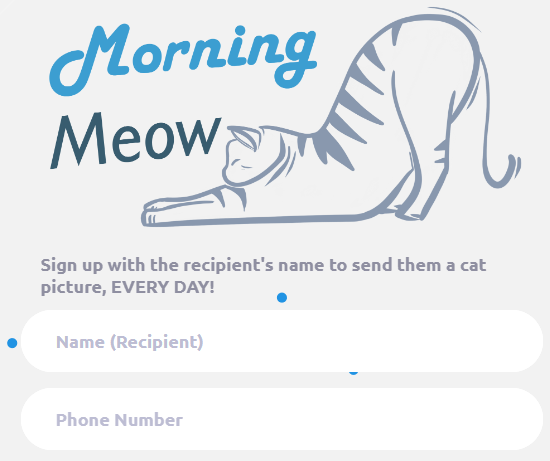 Morning
Meow
Sign up with the recipient's name to send them a cat
picture, EVERY DAY!
Name (Recipient)
Phone Number